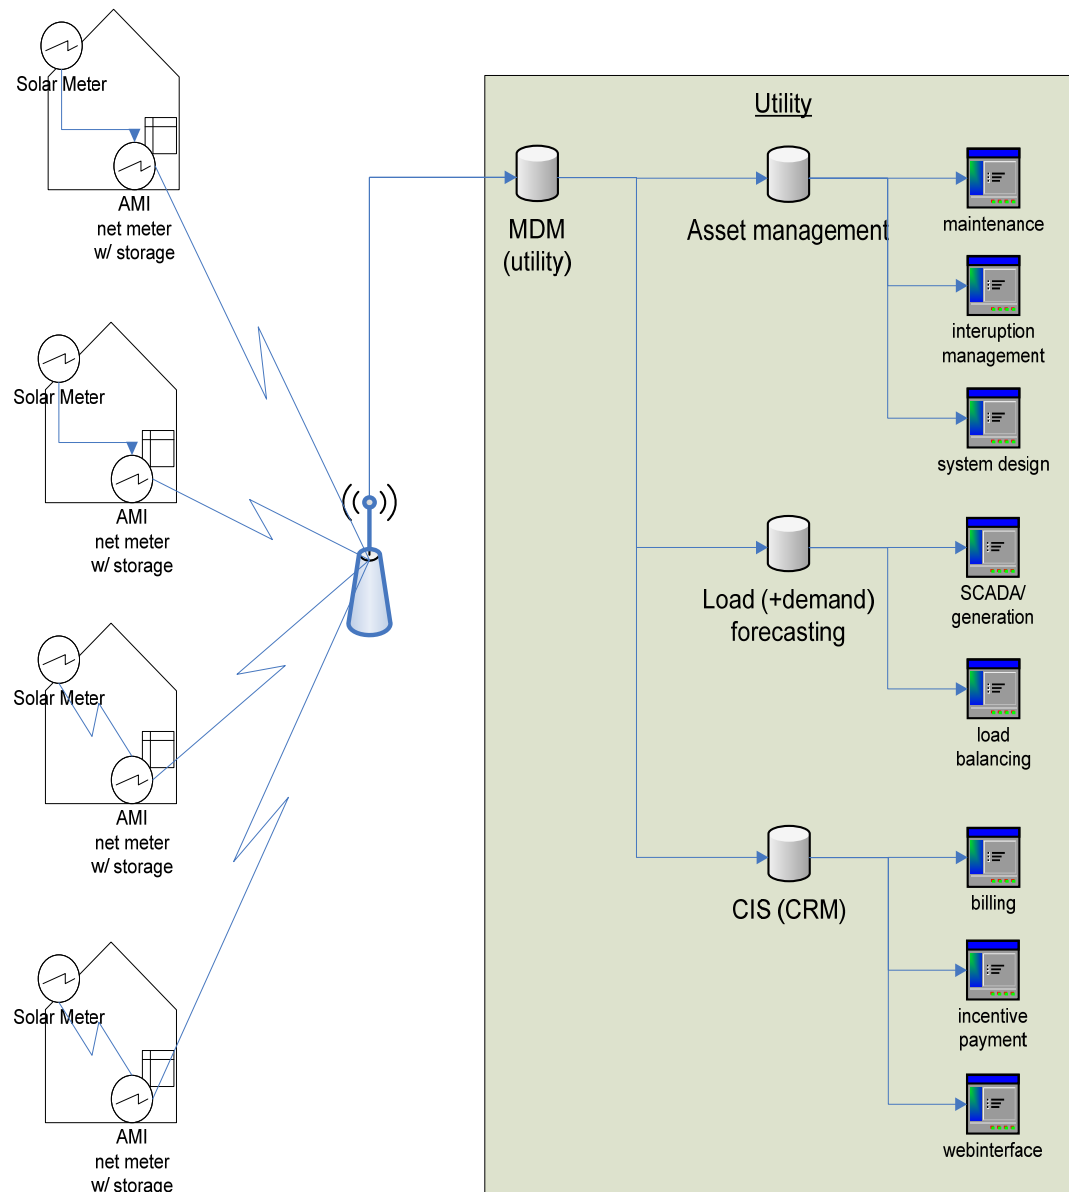 Solar Meter
AMI
net meter
w/ storage
Solar Meter
AMI
net meter
w/ storage
Solar Meter
AMI
net meter
w/ storage
Solar Meter
AMI
net meter
w/ storage
Utility
MDM
(utility)
Asset management
maintenance
interuption
management
system design
Load (+demand)
forecasting
SCADA/
generation
load
balancing
CIS (CRM)
billing
incentive
payment
webinterface